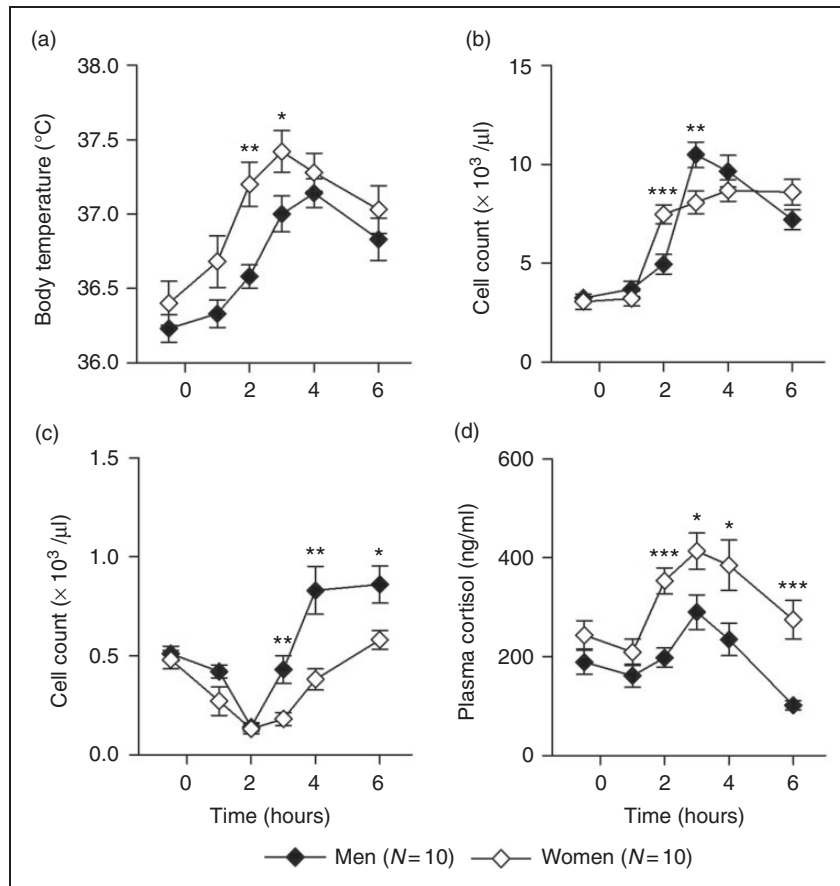 (a)
Body temperature (°C)
38.0
37.5
37.0
36.5
36.0
**
*
0 2 4 6
(b)
Cell count (× 10³ /μl)
15
10
5
0
***
**
0 2 4 6
(c)
Cell count (× 10³ /μl)
1.5
1.0
0.5
0.0
**
**
*
0 2 4 6
Time (hours)
(d)
Plasma cortisol (ng/ml)
600
400
200
0
***
*
*
***
0 2 4 6
Time (hours)
Men (N=10) Women (N=10)